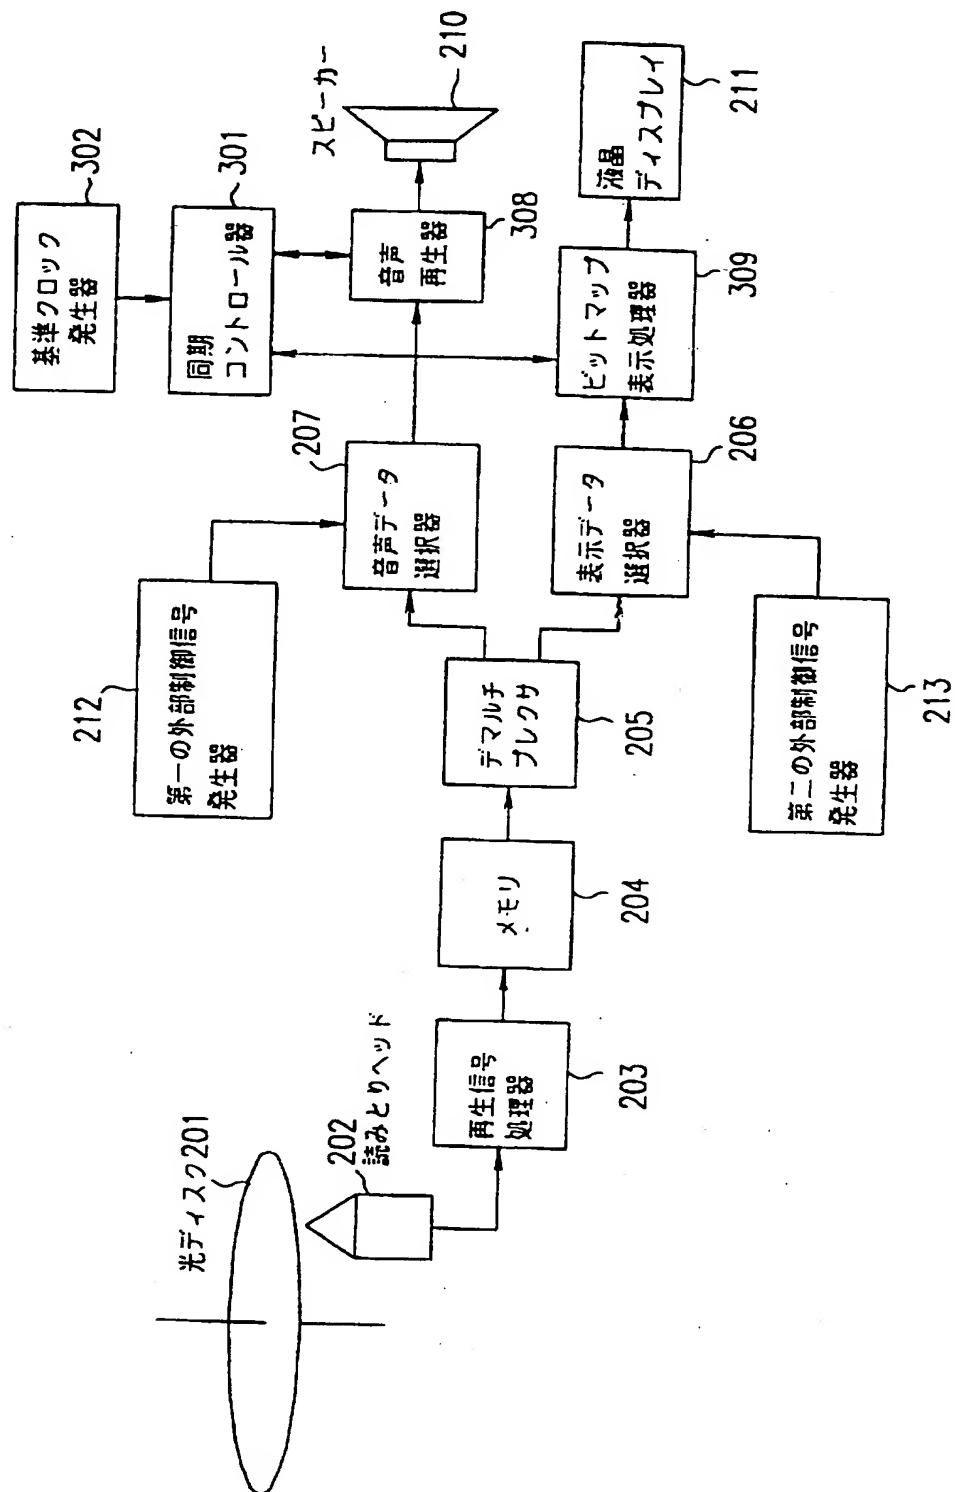 光ディスク201
202
読みとりヘッド
再生信号
処理器
203
メモリ
204
デマルチ
プレクサ
205
第一の外部制御信号
発生器
212
音声データ
選択器
207
表示データ
選択器
206
第二の外部制御信号
発生器
213
基準クロック
発生器
302
同期
コントロール器
301
音声
再生器
308
スピーカー
210
ビットマップ
表示処理器
309
液晶
ディスプレイ
211